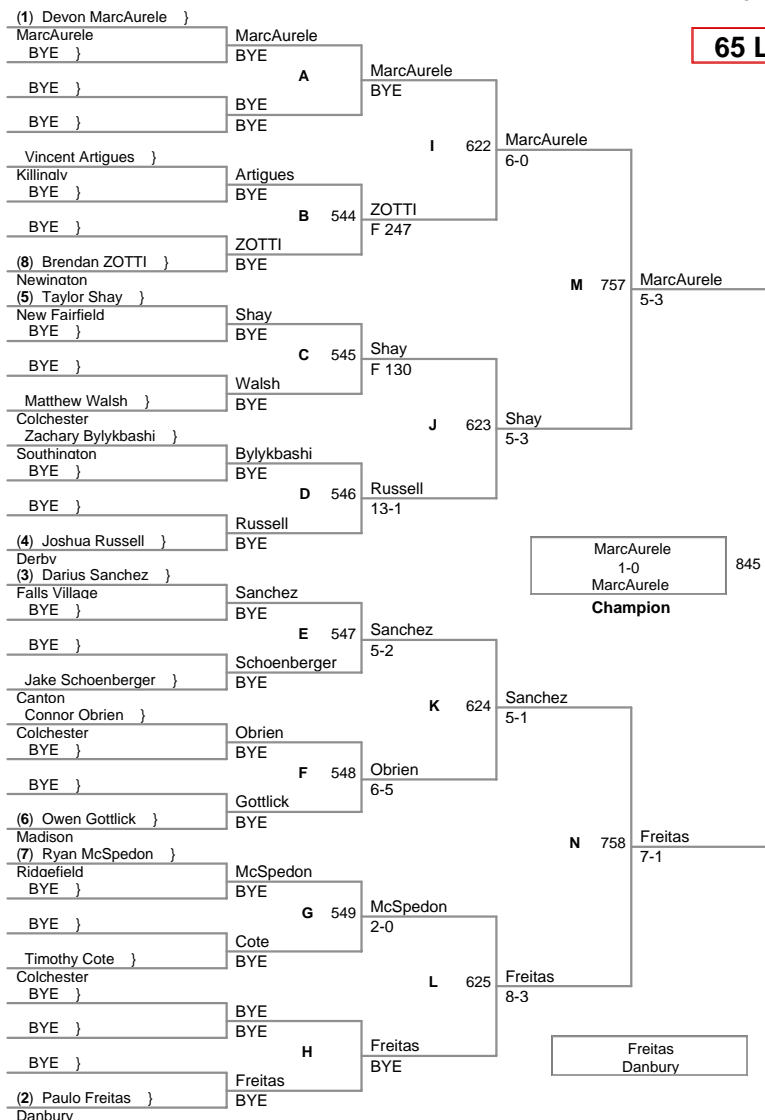 (1) Devon MarcAurele }
MarcAurele
BYE }
BYE }
BYE }
Vincent Artigues }
Killingly
BYE }
BYE }
(8) Brendan ZOTTI }
Newington
(5) Taylor Shay }
New Fairfield
BYE }
BYE }
Matthew Walsh }
Colchester
Zachary Bylykbashi }
Southington
BYE }
BYE }
(4) Joshua Russell }
Derby
(3) Darius Sanchez }
Falls Village
BYE }
BYE }
Jake Schoenberger }
Canton
Connor Obrien }
Colchester
BYE }
BYE }
(6) Owen Gottlick }
Madison
(7) Ryan McSpedon }
Ridgefield
BYE }
BYE }
Timothy Cote }
Colchester
BYE }
BYE }
BYE }
(2) Paulo Freitas }
Danbury
MarcAurele
BYE
A
BYE
BYE
Artigues
BYE
B 544
ZOTTI
BYE
Shay
BYE
C 545
Walsh
BYE
Bylykbashi
BYE
D 546
Russell
BYE
Sanchez
BYE
E 547
Schoenberger
BYE
Obrien
BYE
F 548
Gottlick
BYE
McSpedon
BYE
G 549
Cote
BYE
BYE
BYE
H
Freitas
BYE
MarcAurele
BYE
I 622
ZOTTI
F 247
Shay
F 130
J 623
Russell
13-1
Sanchez
5-2
K 624
Obrien
6-5
McSpedon
2-0
L 625
Freitas
BYE
MarcAurele
6-0
M 757
Shay
5-3
Sanchez
5-1
N 758
Freitas
8-3
65 L
MarcAurele
5-3
MarcAurele
1-0
MarcAurele
845
Champion
Freitas
7-1
Freitas
Danbury